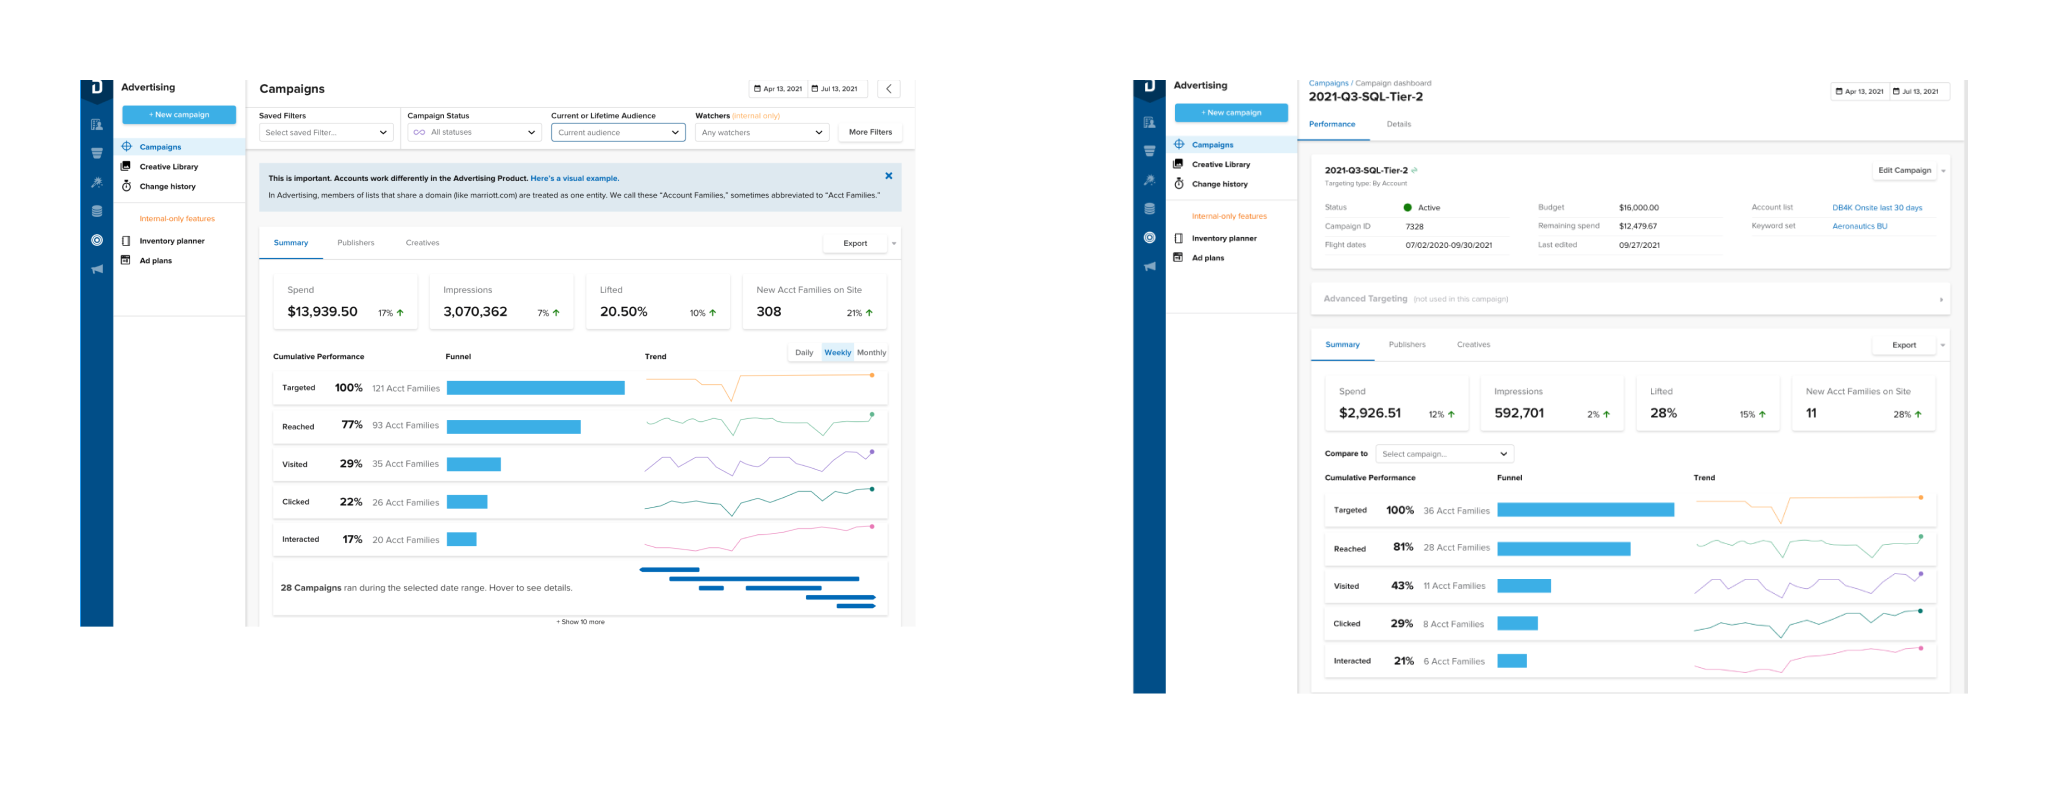 Advertising
+ New campaign
Campaigns
Creative Library
Change history
Internal-only features
Inventory planner
Ad plans
Campaigns
Apr 13, 2021 Jul 13, 2021
Saved Filters Campaign Status Current or Lifetime Audience Watchers (internal only)
Select saved Filter... All statuses Current audience Any watchers More Filters
This is important. Accounts work differently in the Advertising Product. Here's a visual example.
In Advertising, members of lists that share a domain (like marriott.com) are treated as one entity. We call these “Account Families,” sometimes abbreviated to “Acct Families.”
Summary Publishers Creatives Export
Spend Impressions Lifted New Acct Families on Site
$13,939.50 17% 3,070,362 7% 20.50% 10% 308 21%
Cumulative Performance Funnel Trend Daily Weekly Monthly
Targeted 100% 121 Acct Families
Reached 77% 93 Acct Families
Visited 29% 35 Acct Families
Clicked 22% 26 Acct Families
Interacted 17% 20 Acct Families
28 Campaigns ran during the selected date range. Hover to see details.
+ Show 10 more
Advertising
+ New campaign
Campaigns
Creative Library
Change history
Internal-only features
Inventory planner
Ad plans
Campaigns / Campaign dashboard
2021-Q3-SQL-Tier-2
Apr 13, 2021 Jul 13, 2021
Performance Details
2021-Q3-SQL-Tier-2 Edit Campaign
Targeting type: By Account
Status Active Budget $16,000.00 Account list DB4K Onsite last 30 days
Campaign ID 7328 Remaining spend $12,479.67 Keyword set Aeronautics BU
Flight dates 07/02/2020-09/30/2021 Last edited 09/27/2021
Advanced Targeting (not used in this campaign)
Summary Publishers Creatives Export
Spend Impressions Lifted New Acct Families on Site
$2,926.51 12% 592,701 2% 28% 15% 11 28%
Compare to Select campaign...
Cumulative Performance Funnel Trend
Targeted 100% 36 Acct Families
Reached 81% 28 Acct Families
Visited 43% 11 Acct Families
Clicked 29% 8 Acct Families
Interacted 21% 6 Acct Families